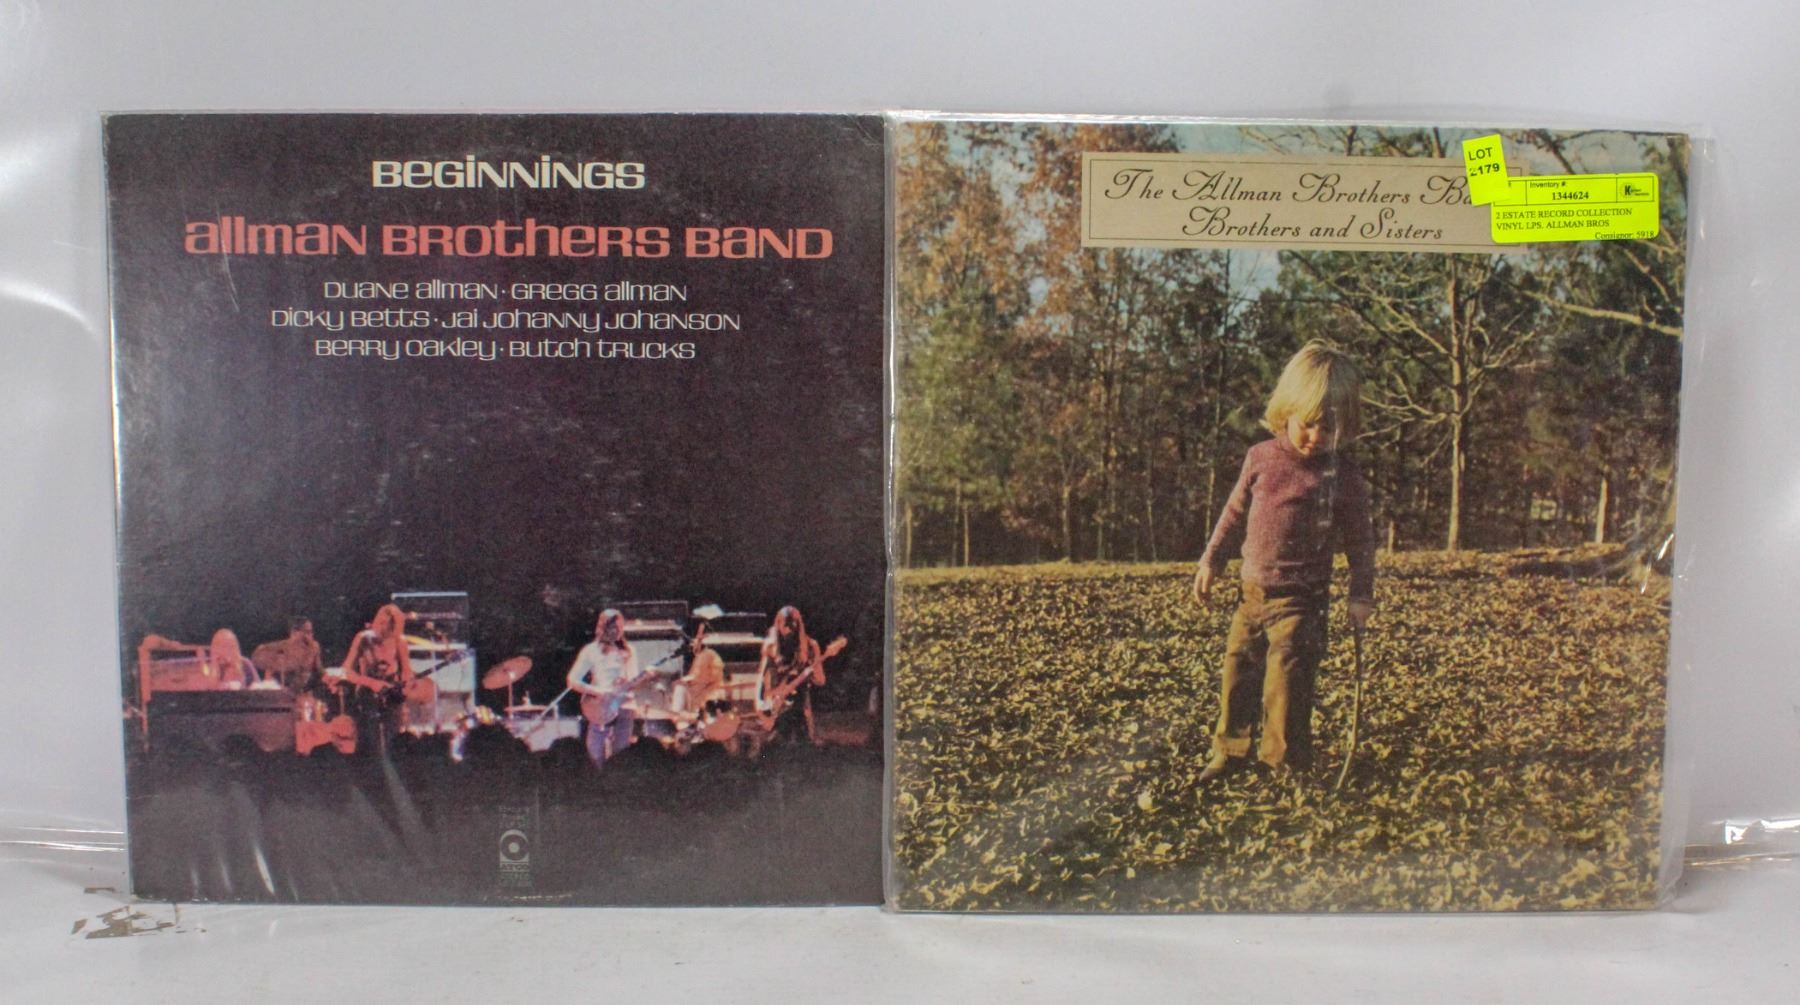 BEGINNINGS
allman BROTHERS BAND
DUANE allman · GREGG allman
DICKY BETTS · JAI JOHANNY JOHANSON
BERRY OAKLEY · BUTCH TRUCKS
The Allman Brothers
Brothers and Sisters
LOT
2179
Inventory #
1344624
2 ESTATE RECORD COLLECTION
VINYL LPS. ALLMAN BROS
Consignor: 5918